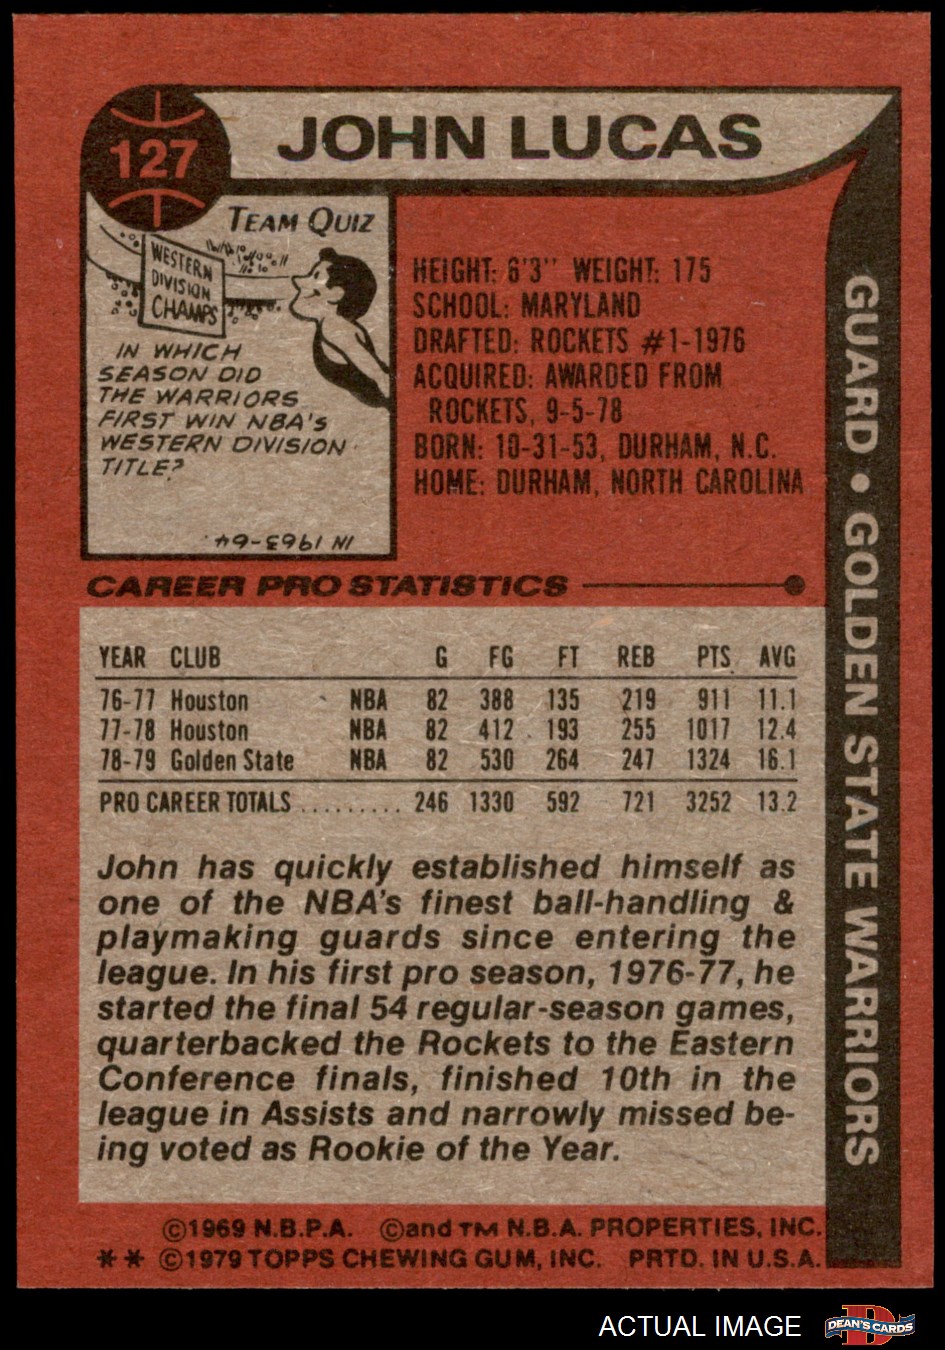 127
JOHN LUCAS
TEAM QUIZ
WESTERN
DIVISION
CHAMPS
IN WHICH
SEASON DID
THE WARRIORS
FIRST WIN NBA'S
WESTERN DIVISION
TITLE?
IN 1963-64.
HEIGHT: 6'3" WEIGHT: 175
SCHOOL: MARYLAND
DRAFTED: ROCKETS #1-1976
ACQUIRED: AWARDED FROM
ROCKETS, 9-5-78
BORN: 10-31-53, DURHAM, N.C.
HOME: DURHAM, NORTH CAROLINA
GUARD • GOLDEN STATE WARRIORS
CAREER PRO STATISTICS
YEAR CLUB G FG FT REB PTS AVG
76-77 Houston NBA 82 388 135 219 911 11.1
77-78 Houston NBA 82 412 193 255 1017 12.4
78-79 Golden State NBA 82 530 264 247 1324 16.1
PRO CAREER TOTALS ......... 246 1330 592 721 3252 13.2
John has quickly established himself as
one of the NBA's finest ball-handling &
playmaking guards since entering the
league. In his first pro season, 1976-77, he
started the final 54 regular-season games,
quarterbacked the Rockets to the Eastern
Conference finals, finished 10th in the
league in Assists and narrowly missed be-
ing voted as Rookie of the Year.
©1969 N.B.P.A. ©and TM N.B.A. PROPERTIES, INC.
** ©1979 TOPPS CHEWING GUM, INC. PRTD. IN U.S.A.
ACTUAL IMAGE
D
DEAN'S CARDS